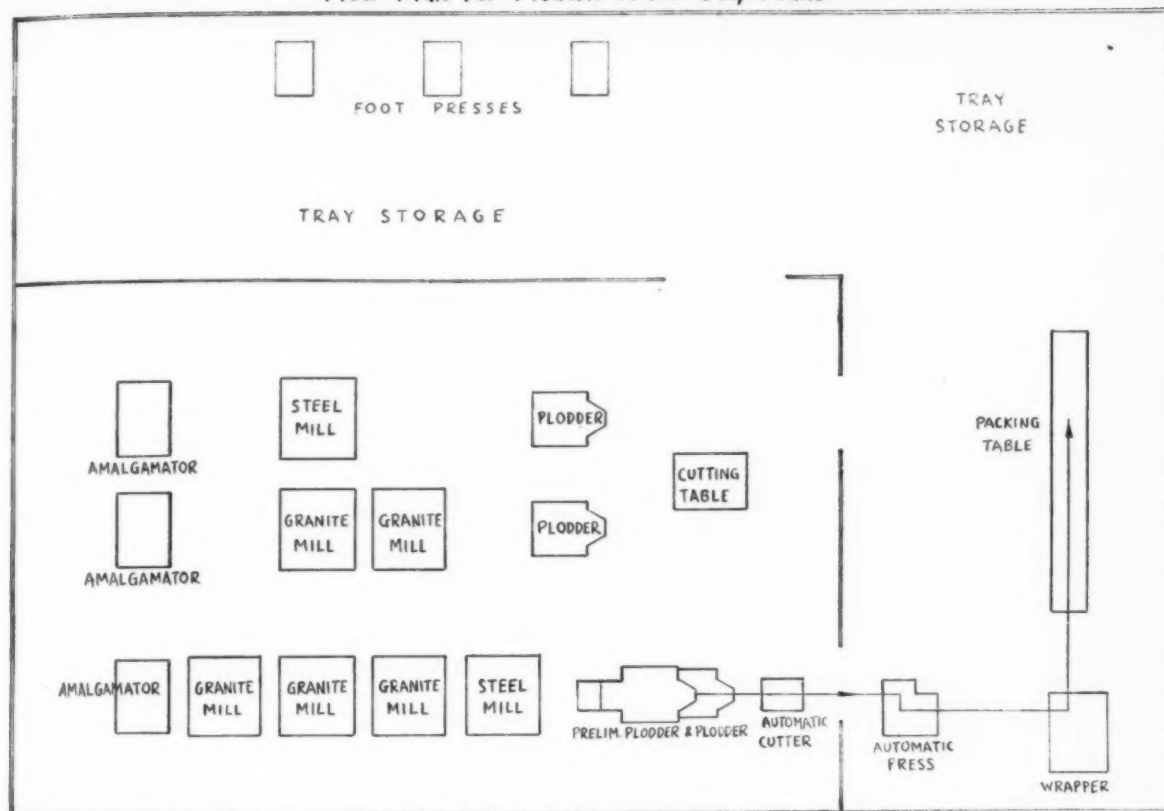 FOOT PRESSES
TRAY
STORAGE
TRAY STORAGE
STEEL
MILL
PLODDER
AMALGAMATOR
PACKING
TABLE
CUTTING
TABLE
GRANITE
MILL
GRANITE
MILL
PLODDER
AMALGAMATOR
AMALGAMATOR
GRANITE
MILL
GRANITE
MILL
GRANITE
MILL
STEEL
MILL
PRELIM. PLODDER & PLODDER
AUTOMATIC
CUTTER
AUTOMATIC
PRESS
WRAPPER